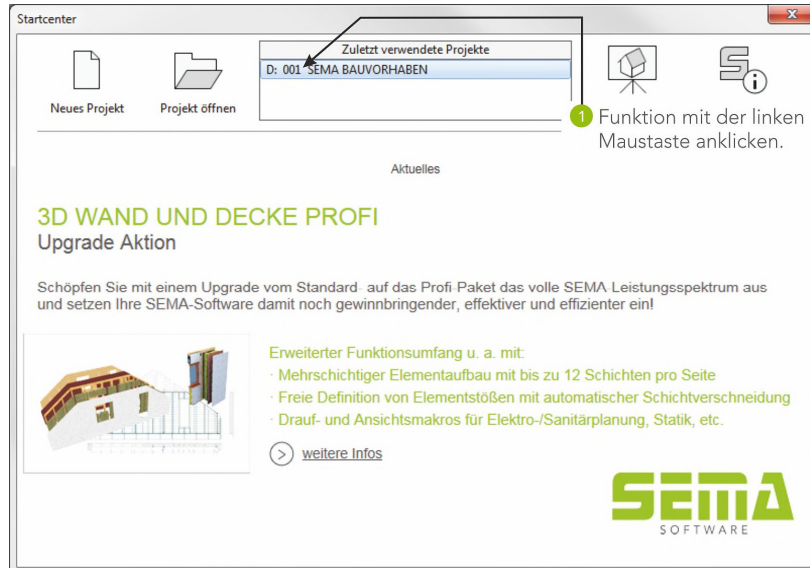 Startcenter
x
Zuletzt verwendete Projekte
D: 001 SEMA BAUVORHABEN
Neues Projekt
Projekt öffnen
i
1 Funktion mit der linken
Maustaste anklicken.
Aktuelles
3D WAND UND DECKE PROFI
Upgrade Aktion
Schöpfen Sie mit einem Upgrade vom Standard- auf das Profi-Paket das volle SEMA-Leistungsspektrum aus
und setzen Ihre SEMA-Software damit noch gewinnbringender, effektiver und effizienter ein!
Erweiterter Funktionsumfang u. a. mit:
· Mehrschichtiger Elementaufbau mit bis zu 12 Schichten pro Seite
· Freie Definition von Elementstößen mit automatischer Schichtverschneidung
· Drauf- und Ansichtsmakros für Elektro-/Sanitärplanung, Statik, etc.
> weitere Infos
SEMA
SOFTWARE